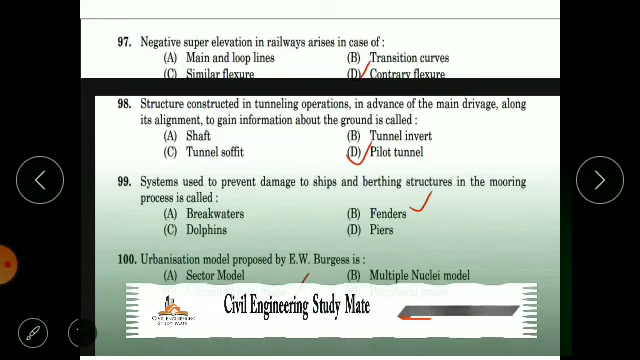 97. Negative super elevation in railways arises in case of :
(A) Main and loop lines (B) Transition curves
(C) Similar flexure (D) Contrary flexure
98. Structure constructed in tunneling operations, in advance of the main drivage, along
its alignment, to gain information about the ground is called :
(A) Shaft (B) Tunnel invert
(C) Tunnel soffit (D) Pilot tunnel
99. Systems used to prevent damage to ships and berthing structures in the mooring
process is called :
(A) Breakwaters (B) Fenders
(C) Dolphins (D) Piers
100. Urbanisation model proposed by E.W. Burgess is :
(A) Sector Model (B) Multiple Nuclei model
Civil Engineering Study Mate
CIVIL ENGINEERING
STUDY MATE